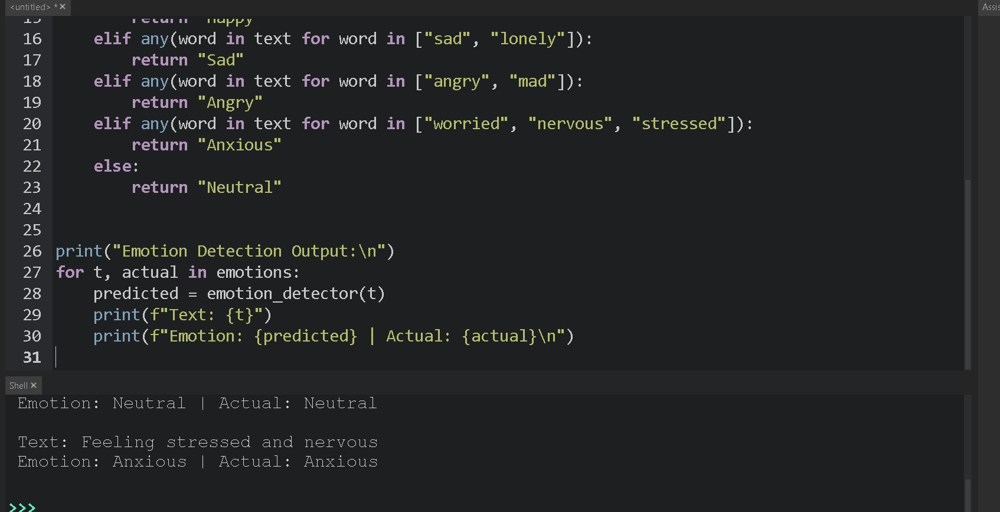 <untitled> * ×
Assis
15 return "Happy"
16 elif any(word in text for word in ["sad", "lonely"]):
17 return "Sad"
18 elif any(word in text for word in ["angry", "mad"]):
19 return "Angry"
20 elif any(word in text for word in ["worried", "nervous", "stressed"]):
21 return "Anxious"
22 else:
23 return "Neutral"
24
25
26 print("Emotion Detection Output:\n")
27 for t, actual in emotions:
28 predicted = emotion_detector(t)
29 print(f"Text: {t}")
30 print(f"Emotion: {predicted} | Actual: {actual}\n")
31
Shell ×
Emotion: Neutral | Actual: Neutral
Text: Feeling stressed and nervous
Emotion: Anxious | Actual: Anxious
>>>